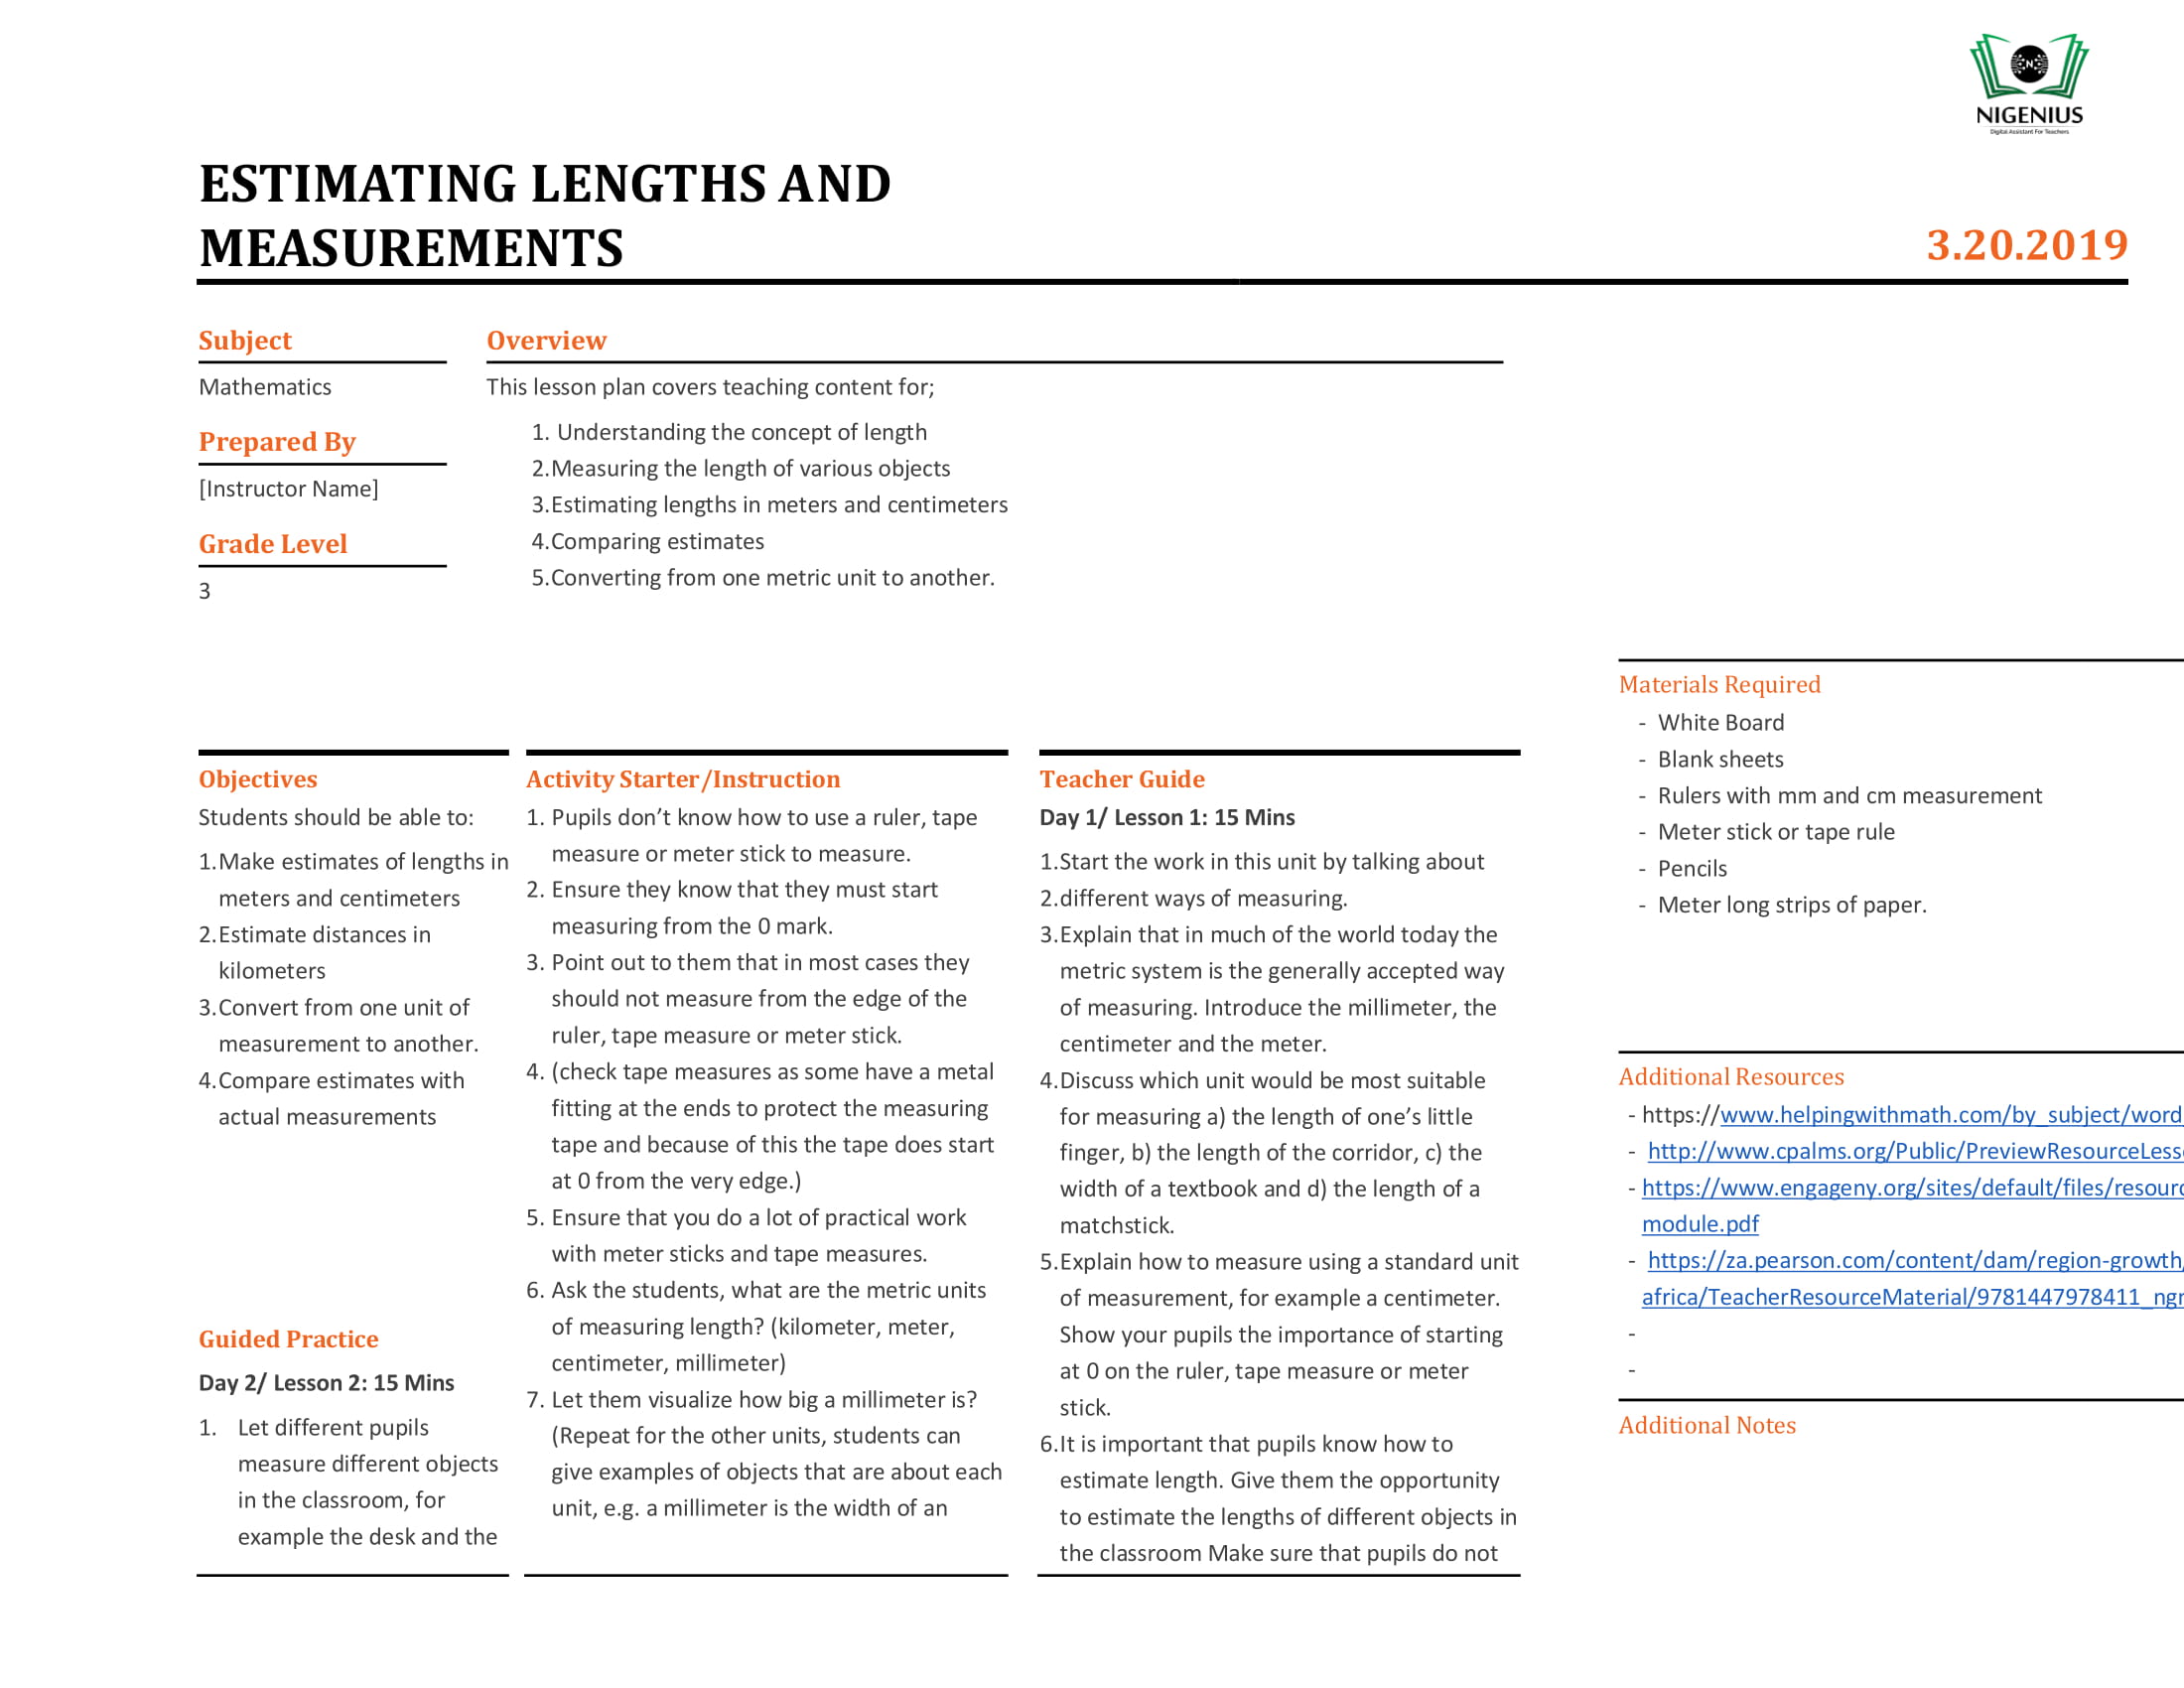 NIGENIUS
Digital Assistant For Teachers
ESTIMATING LENGTHS AND
MEASUREMENTS
3.20.2019
Subject
Mathematics
Prepared By
[Instructor Name]
Grade Level
3
Overview
This lesson plan covers teaching content for;
1. Understanding the concept of length
2.Measuring the length of various objects
3.Estimating lengths in meters and centimeters
4.Comparing estimates
5.Converting from one metric unit to another.
Objectives
Students should be able to:
1.Make estimates of lengths in
meters and centimeters
2.Estimate distances in
kilometers
3.Convert from one unit of
measurement to another.
4.Compare estimates with
actual measurements
Guided Practice
Day 2/ Lesson 2: 15 Mins
1. Let different pupils
measure different objects
in the classroom, for
example the desk and the
Activity Starter/Instruction
1. Pupils don’t know how to use a ruler, tape
measure or meter stick to measure.
2. Ensure they know that they must start
measuring from the 0 mark.
3. Point out to them that in most cases they
should not measure from the edge of the
ruler, tape measure or meter stick.
4. (check tape measures as some have a metal
fitting at the ends to protect the measuring
tape and because of this the tape does start
at 0 from the very edge.)
5. Ensure that you do a lot of practical work
with meter sticks and tape measures.
6. Ask the students, what are the metric units
of measuring length? (kilometer, meter,
centimeter, millimeter)
7. Let them visualize how big a millimeter is?
(Repeat for the other units, students can
give examples of objects that are about each
unit, e.g. a millimeter is the width of an
Teacher Guide
Day 1/ Lesson 1: 15 Mins
1.Start the work in this unit by talking about
2.different ways of measuring.
3.Explain that in much of the world today the
metric system is the generally accepted way
of measuring. Introduce the millimeter, the
centimeter and the meter.
4.Discuss which unit would be most suitable
for measuring a) the length of one’s little
finger, b) the length of the corridor, c) the
width of a textbook and d) the length of a
matchstick.
5.Explain how to measure using a standard unit
of measurement, for example a centimeter.
Show your pupils the importance of starting
at 0 on the ruler, tape measure or meter
stick.
6.It is important that pupils know how to
estimate length. Give them the opportunity
to estimate the lengths of different objects in
the classroom Make sure that pupils do not
Materials Required
- White Board
- Blank sheets
- Rulers with mm and cm measurement
- Meter stick or tape rule
- Pencils
- Meter long strips of paper.
Additional Resources
- https://www.helpingwithmath.com/by_subject/word
- http://www.cpalms.org/Public/PreviewResourceLess
- https://www.engageny.org/sites/default/files/resourc
module.pdf
- https://za.pearson.com/content/dam/region-growth/
africa/TeacherResourceMaterial/9781447978411_ngr
-
-
Additional Notes